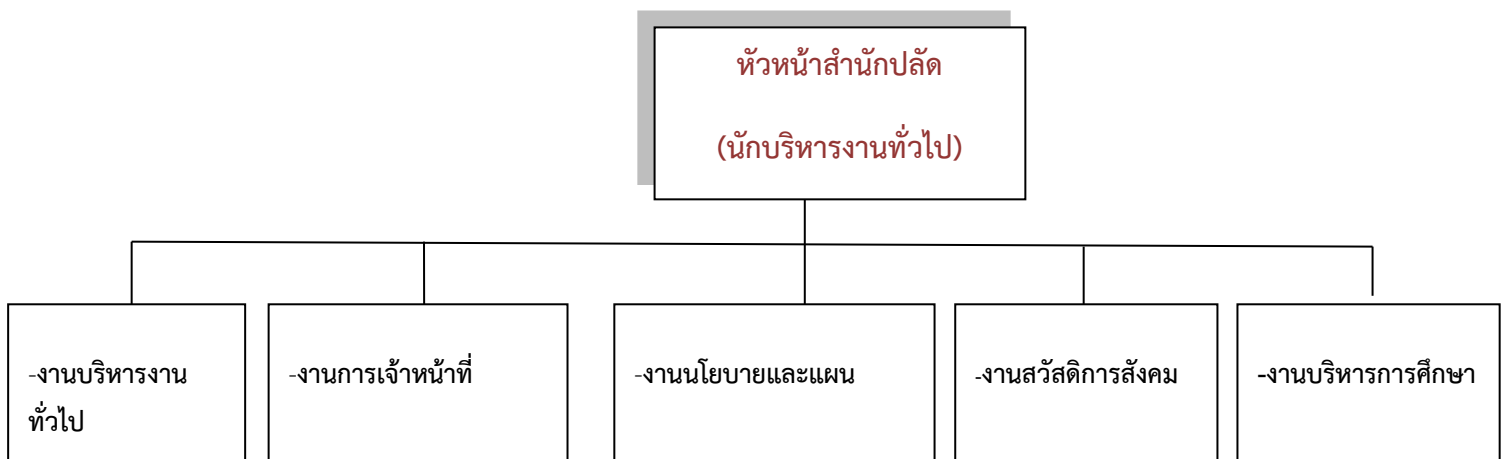 หัวหน้าสำนักปลัด
(นักบริหารงานทั่วไป)
-งานบริหารงาน
ทั่วไป
-งานการเจ้าหน้าที่
-งานนโยบายและแผน
-งานสวัสดิการสังคม
-งานบริหารการศึกษา